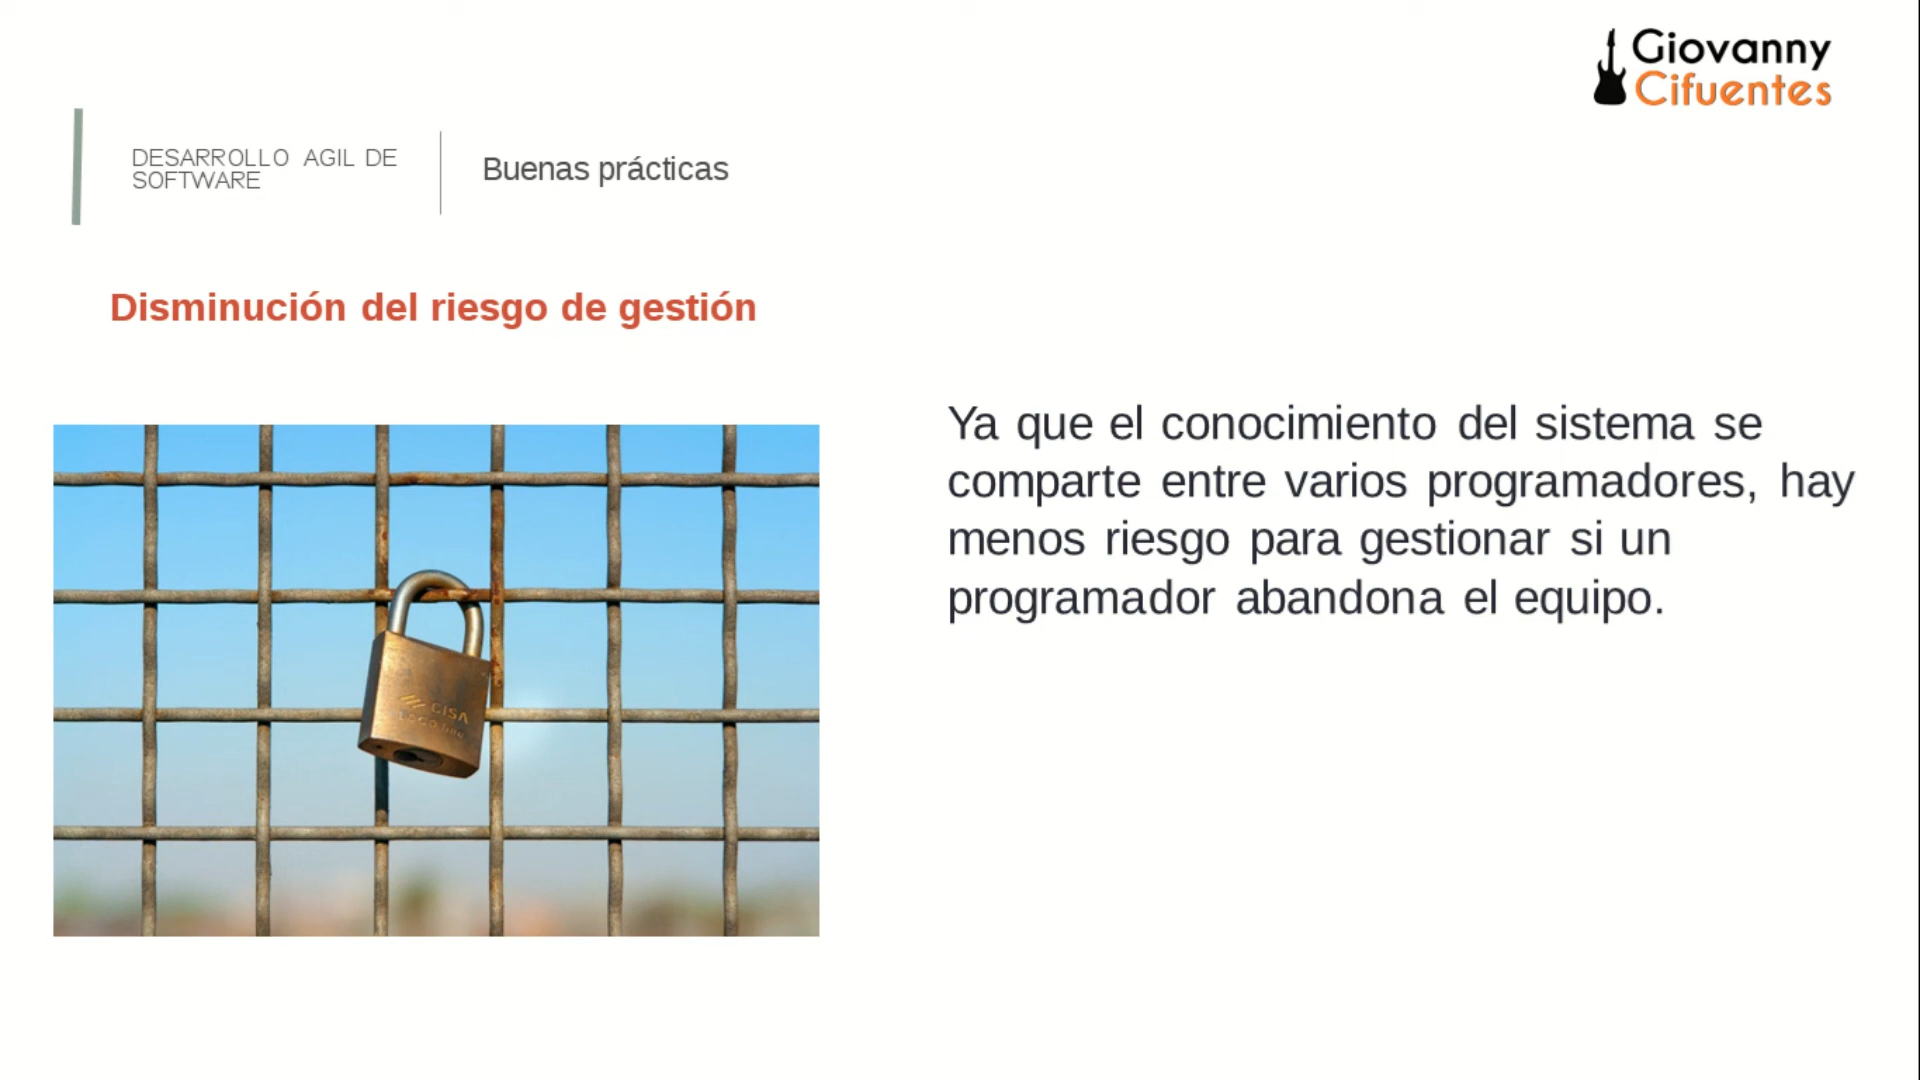 Giovanny
Cifuentes
DESARROLLO AGIL DE
SOFTWARE
Buenas prácticas
Disminución del riesgo de gestión
Ya que el conocimiento del sistema se
comparte entre varios programadores, hay
menos riesgo para gestionar si un
programador abandona el equipo.
CISA